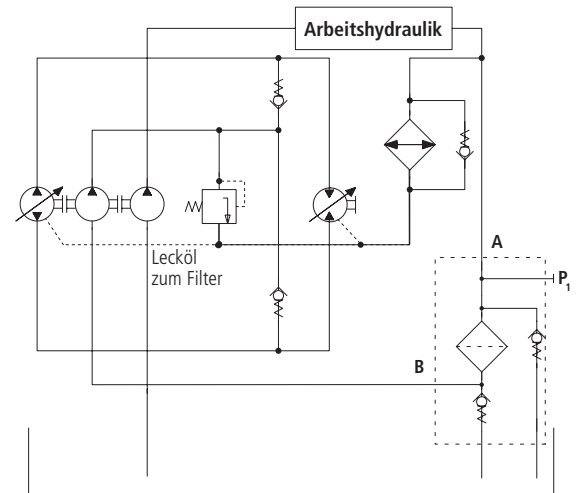 Arbeitshydraulik
Lecköl
zum Filter
A
P₁
B